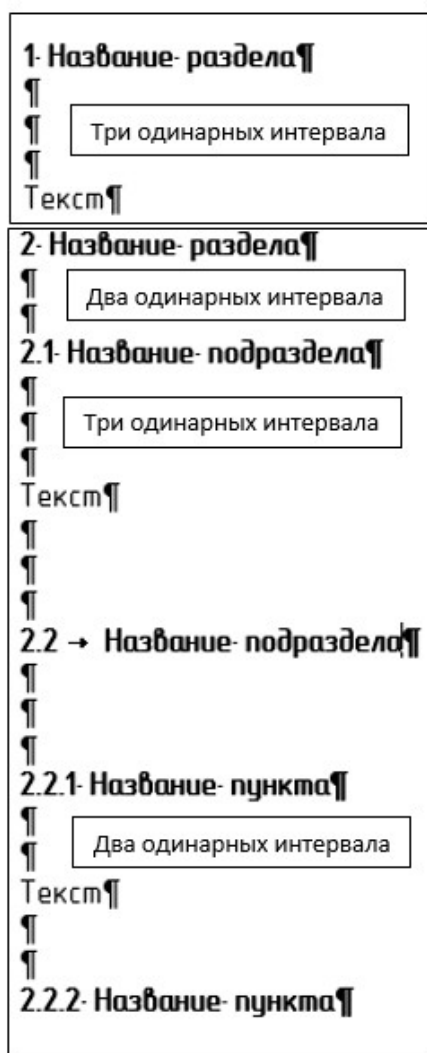 1· Название· раздела¶
¶
¶
Три одинарных интервала
¶
Текст¶
2· Название· раздела¶
¶
Два одинарных интервала
¶
2.1· Название· подраздела¶
¶
¶
Три одинарных интервала
¶
Текст¶
¶
¶
¶
2.2 → Название· подраздела¶
¶
¶
¶
2.2.1· Название· пункта¶
¶
Два одинарных интервала
¶
Текст¶
¶
¶
2.2.2· Название· пункта¶